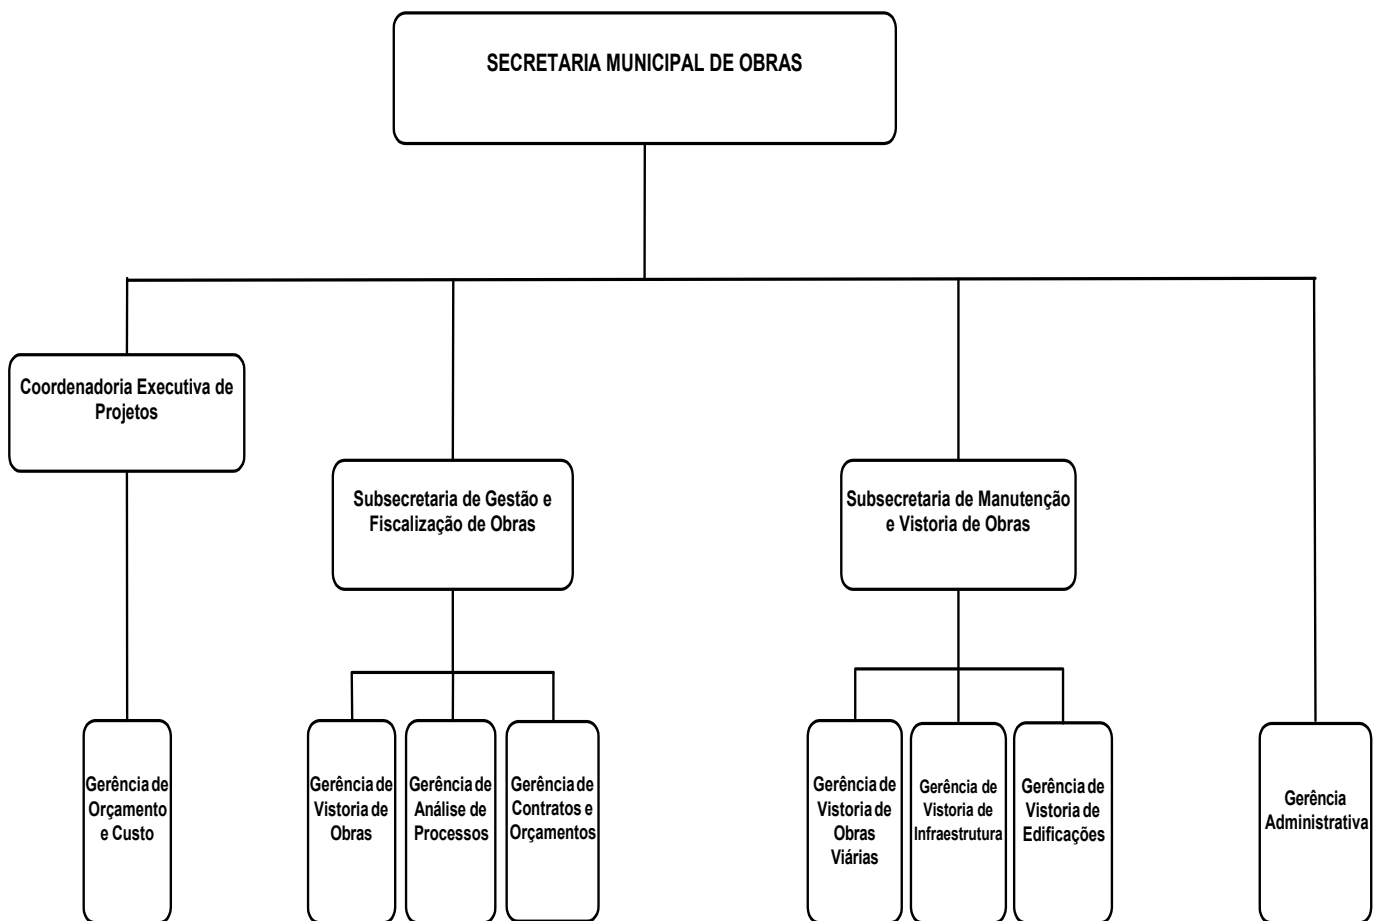 SECRETARIA MUNICIPAL DE OBRAS
Coordenadoria Executiva de
Projetos
Subsecretaria de Gestão e
Fiscalização de Obras
Subsecretaria de Manutenção
e Vistoria de Obras
Gerência de
Orçamento
e Custo
Gerência de
Vistoria de
Obras
Gerência de
Análise de
Processos
Gerência de
Contratos e
Orçamentos
Gerência de
Vistoria de
Obras
Viárias
Gerência de
Vistoria de
Infraestrutura
Gerência de
Vistoria de
Edificações
Gerência
Administrativa